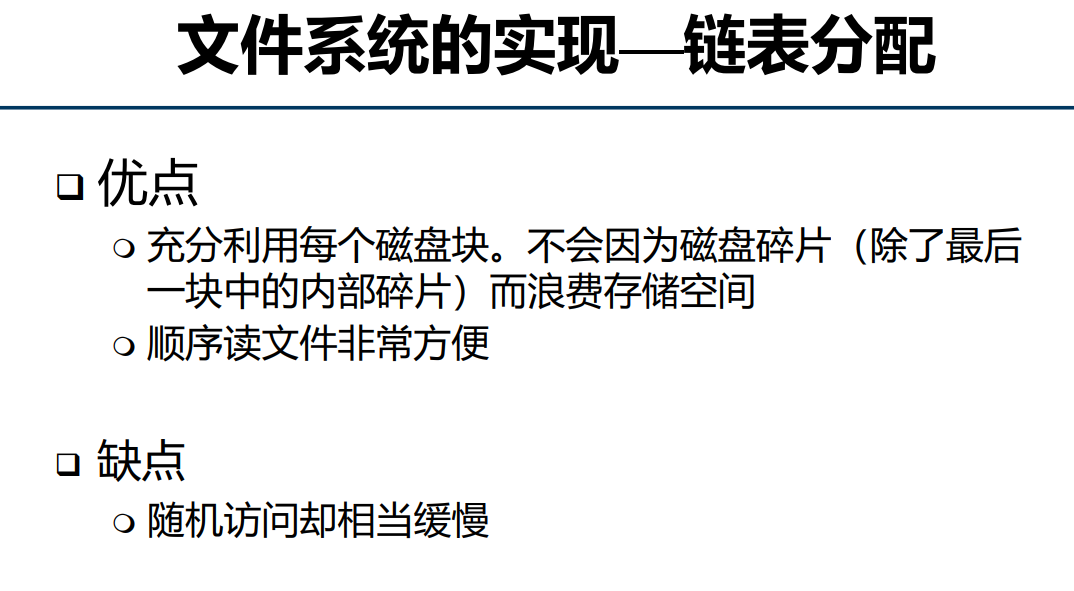 文件系统的实现——链表分配
❑ 优点
❍ 充分利用每个磁盘块。不会因为磁盘碎片（除了最后
一块中的内部碎片）而浪费存储空间
❍ 顺序读文件非常方便
❑ 缺点
❍ 随机访问却相当缓慢